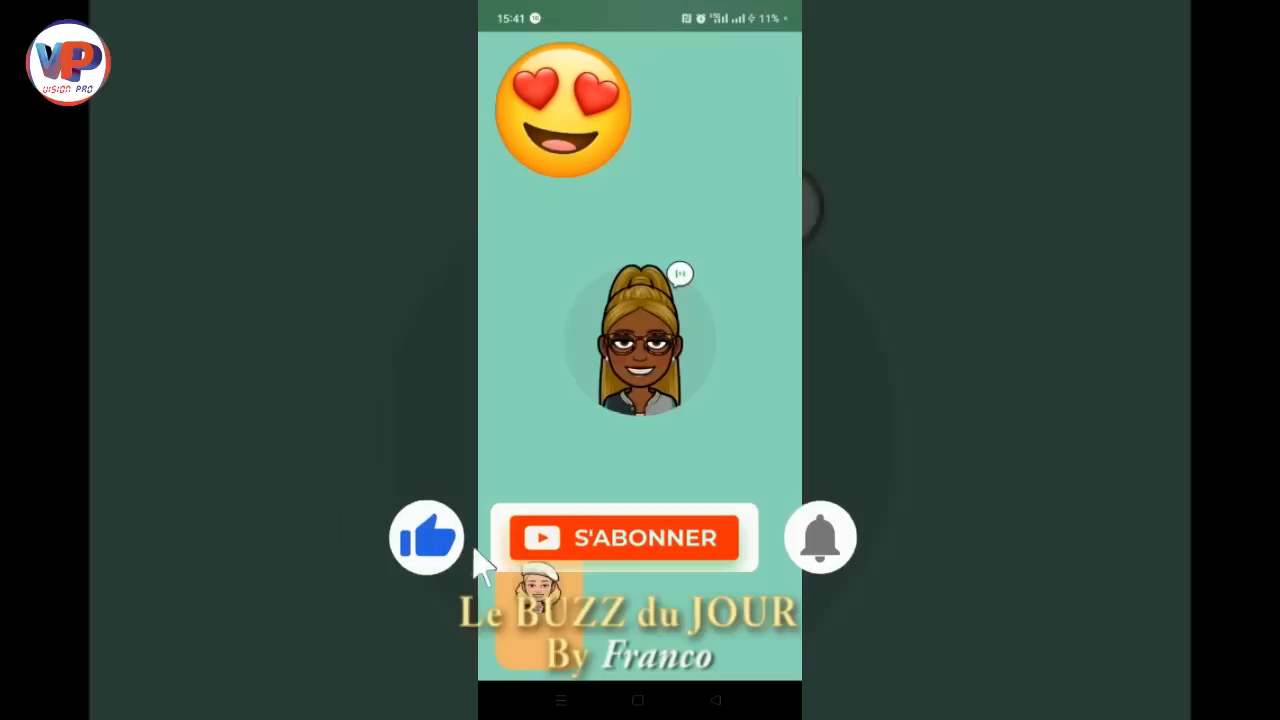 VP
VISION PRO
15:41
11%
S'ABONNER
Le BUZZ du JOUR
By Franco